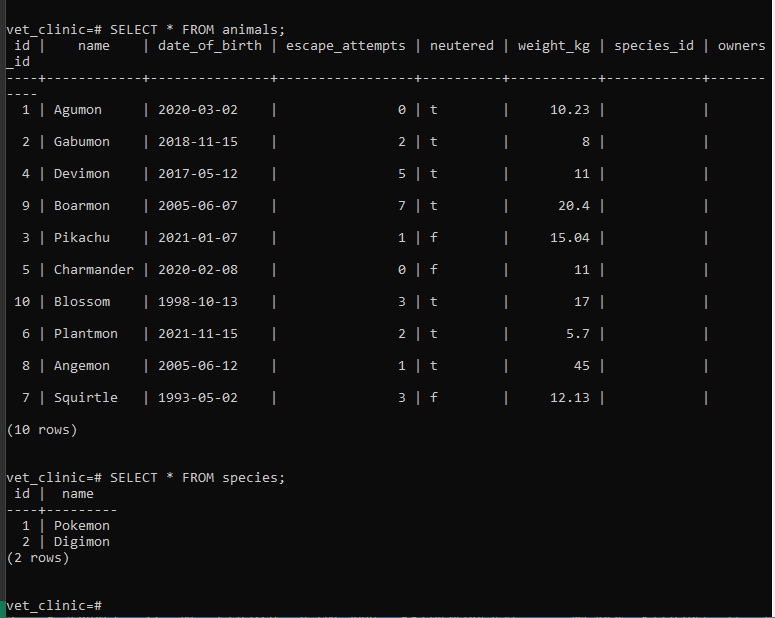 vet_clinic=# SELECT * FROM animals;
 id |    name    | date_of_birth | escape_attempts | neutered | weight_kg | species_id | owners
_id
----+------------+---------------+-----------------+----------+-----------+------------+-------
----
  1 | Agumon     | 2020-03-02    |               0 | t        |     10.23 |            |
  2 | Gabumon    | 2018-11-15    |               2 | t        |         8 |            |
  4 | Devimon    | 2017-05-12    |               5 | t        |        11 |            |
  9 | Boarmon    | 2005-06-07    |               7 | t        |      20.4 |            |
  3 | Pikachu    | 2021-01-07    |               1 | f        |     15.04 |            |
  5 | Charmander | 2020-02-08    |               0 | f        |        11 |            |
 10 | Blossom    | 1998-10-13    |               3 | t        |        17 |            |
  6 | Plantmon   | 2021-11-15    |               2 | t        |       5.7 |            |
  8 | Angemon    | 2005-06-12    |               1 | t        |        45 |            |
  7 | Squirtle   | 1993-05-02    |               3 | f        |     12.13 |            |
(10 rows)
vet_clinic=# SELECT * FROM species;
 id |  name
----+---------
  1 | Pokemon
  2 | Digimon
(2 rows)
vet_clinic=#